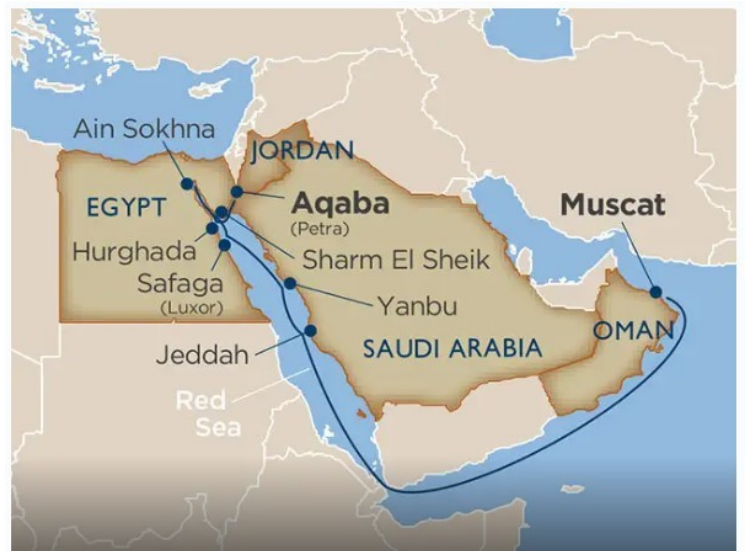 Ain Sokhna
JORDAN
EGYPT
Aqaba
(Petra)
Muscat
Hurghada
Sharm El Sheik
Safaga
(Luxor)
Yanbu
OMAN
Jeddah
SAUDI ARABIA
Red
Sea